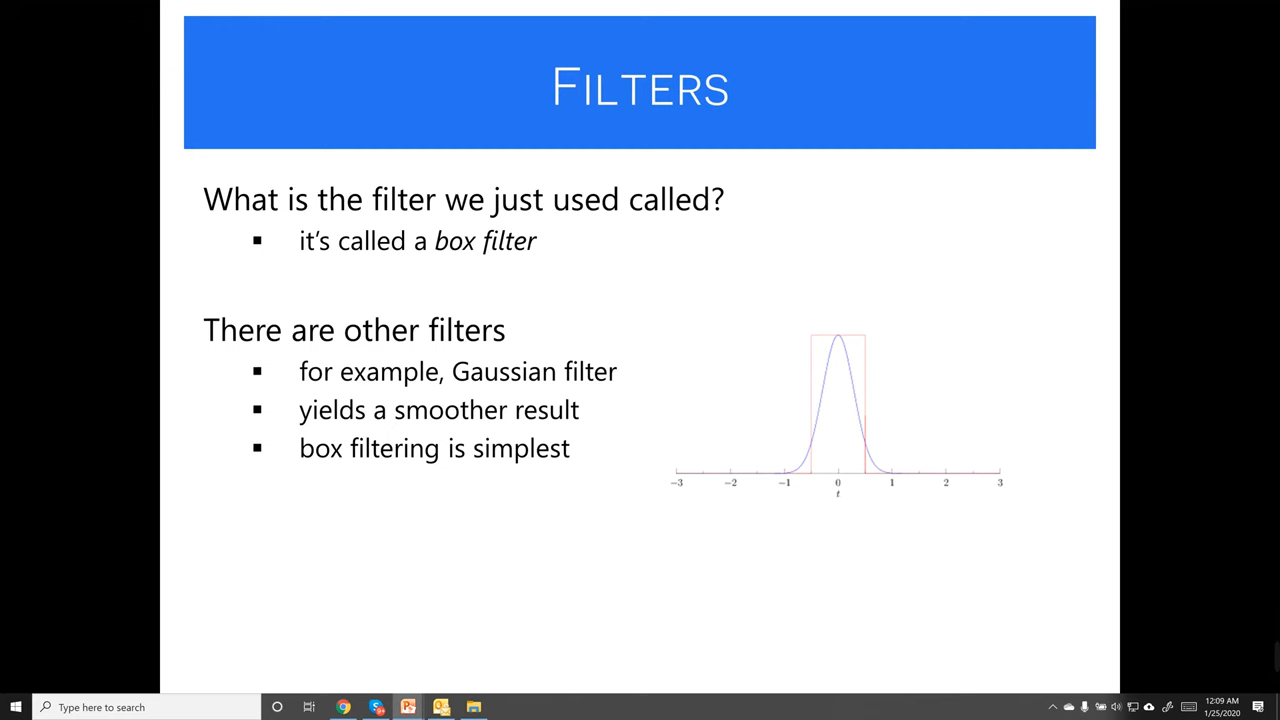 FILTERS
What is the filter we just used called?
▪ it's called a box filter
There are other filters
▪ for example, Gaussian filter
▪ yields a smoother result
▪ box filtering is simplest
−3 −2 −1 0 1 2 3
t
Type here to search
12:09 AM
1/25/2020